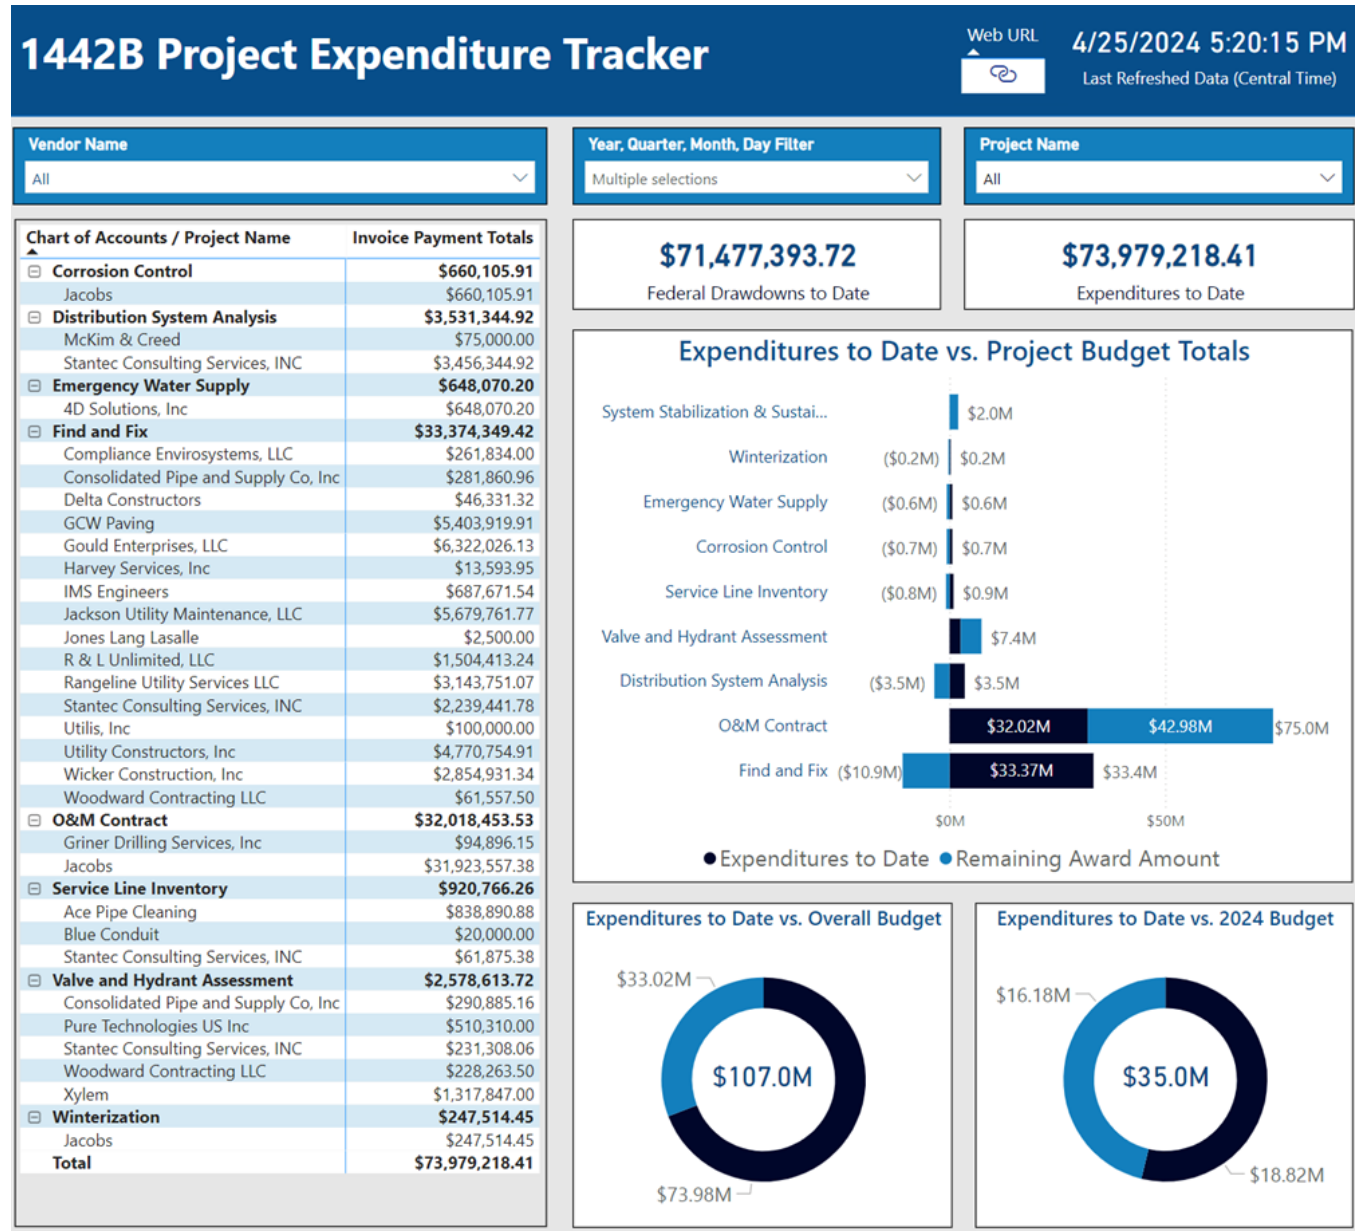 1442B Project Expenditure Tracker
Web URL
4/25/2024 5:20:15 PM
Last Refreshed Data (Central Time)
Vendor Name
All
Year, Quarter, Month, Day Filter
Multiple selections
Project Name
All
Chart of Accounts / Project Name Invoice Payment Totals
Corrosion Control $660,105.91
Jacobs $660,105.91
Distribution System Analysis $3,531,344.92
McKim & Creed $75,000.00
Stantec Consulting Services, INC $3,456,344.92
Emergency Water Supply $648,070.20
4D Solutions, Inc $648,070.20
Find and Fix $33,374,349.42
Compliance Envirosystems, LLC $261,834.00
Consolidated Pipe and Supply Co, Inc $281,860.96
Delta Constructors $46,331.32
GCW Paving $5,403,919.91
Gould Enterprises, LLC $6,322,026.13
Harvey Services, Inc $13,593.95
IMS Engineers $687,671.54
Jackson Utility Maintenance, LLC $5,679,761.77
Jones Lang Lasalle $2,500.00
R & L Unlimited, LLC $1,504,413.24
Rangeline Utility Services LLC $3,143,751.07
Stantec Consulting Services, INC $2,239,441.78
Utilis, Inc $100,000.00
Utility Constructors, Inc $4,770,754.91
Wicker Construction, Inc $2,854,931.34
Woodward Contracting LLC $61,557.50
O&M Contract $32,018,453.53
Griner Drilling Services, Inc $94,896.15
Jacobs $31,923,557.38
Service Line Inventory $920,766.26
Ace Pipe Cleaning $838,890.88
Blue Conduit $20,000.00
Stantec Consulting Services, INC $61,875.38
Valve and Hydrant Assessment $2,578,613.72
Consolidated Pipe and Supply Co, Inc $290,885.16
Pure Technologies US Inc $510,310.00
Stantec Consulting Services, INC $231,308.06
Woodward Contracting LLC $228,263.50
Xylem $1,317,847.00
Winterization $247,514.45
Jacobs $247,514.45
Total $73,979,218.41
$71,477,393.72
Federal Drawdowns to Date
$73,979,218.41
Expenditures to Date
Expenditures to Date vs. Project Budget Totals
System Stabilization & Sustai... $2.0M
Winterization ($0.2M) $0.2M
Emergency Water Supply ($0.6M) $0.6M
Corrosion Control ($0.7M) $0.7M
Service Line Inventory ($0.8M) $0.9M
Valve and Hydrant Assessment $7.4M
Distribution System Analysis ($3.5M) $3.5M
O&M Contract $32.02M $42.98M $75.0M
Find and Fix ($10.9M) $33.37M $33.4M
$0M $50M
Expenditures to Date Remaining Award Amount
Expenditures to Date vs. Overall Budget
$33.02M
$107.0M
$73.98M
Expenditures to Date vs. 2024 Budget
$16.18M
$35.0M
$18.82M